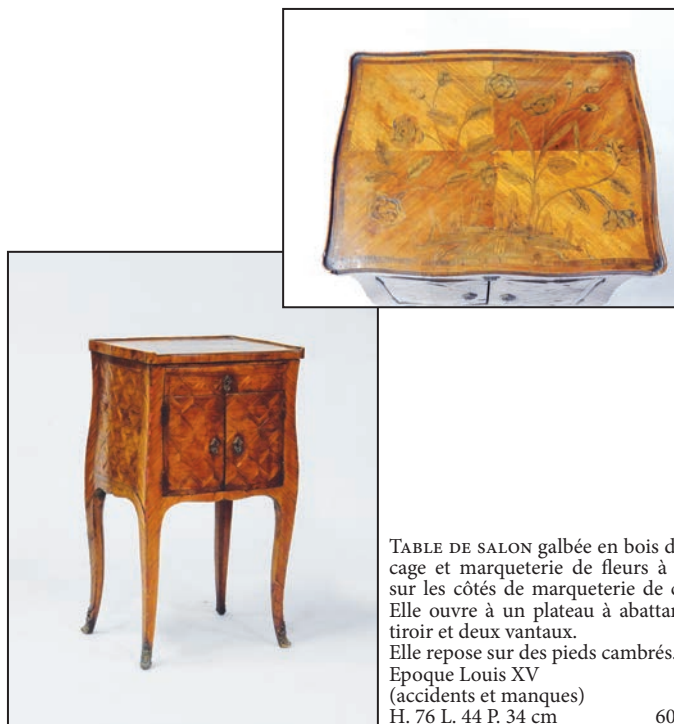 TABLE DE SALON galbée en bois d
cage et marqueterie de fleurs à
sur les côtés de marqueterie de
Elle ouvre à un plateau à abattan
tiroir et deux vantaux.
Elle repose sur des pieds cambrés.
Epoque Louis XV
(accidents et manques)
H. 76 L. 44 P. 34 cm 60